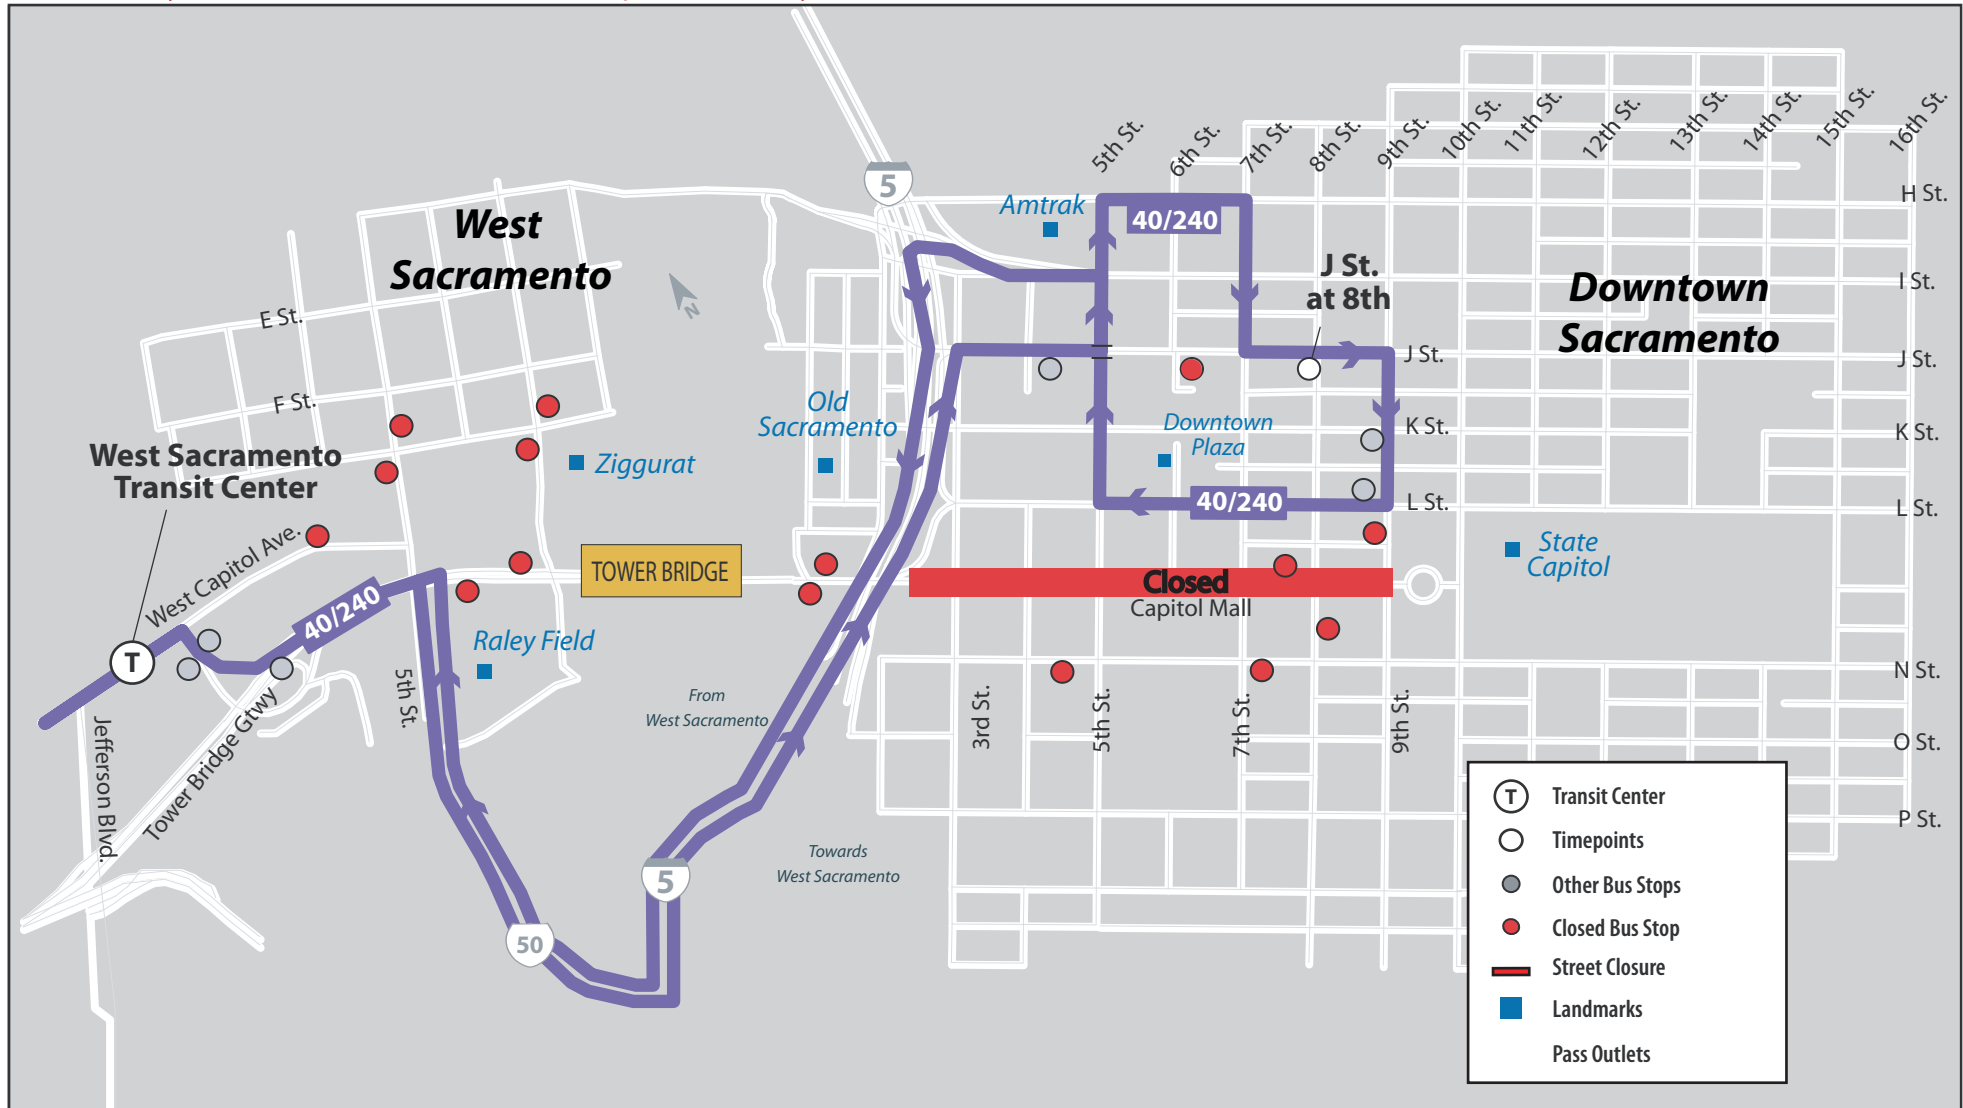 5th St.
6th St.
7th St.
8th St.
9th St.
10th St.
11th St.
12th St.
13th St.
14th St.
15th St.
16th St.
5
West
Sacramento
Amtrak
40/240
H St.
J St.
at 8th
Downtown
Sacramento
I St.
N
E St.
J St.
J St.
F St.
Old
Sacramento
Downtown
Plaza
K St.
K St.
West Sacramento
Transit Center
Ziggurat
40/240
L St.
L St.
West Capitol Ave.
TOWER BRIDGE
Closed
Capitol Mall
State
Capitol
40/240
T
Raley Field
5th St.
From
West Sacramento
3rd St.
5th St.
7th St.
9th St.
N St.
Jefferson Blvd.
Tower Bridge Gtwy
O St.
P St.
Towards
West Sacramento
5
50
T
Transit Center
Timepoints
Other Bus Stops
Closed Bus Stop
Street Closure
Landmarks
Pass Outlets